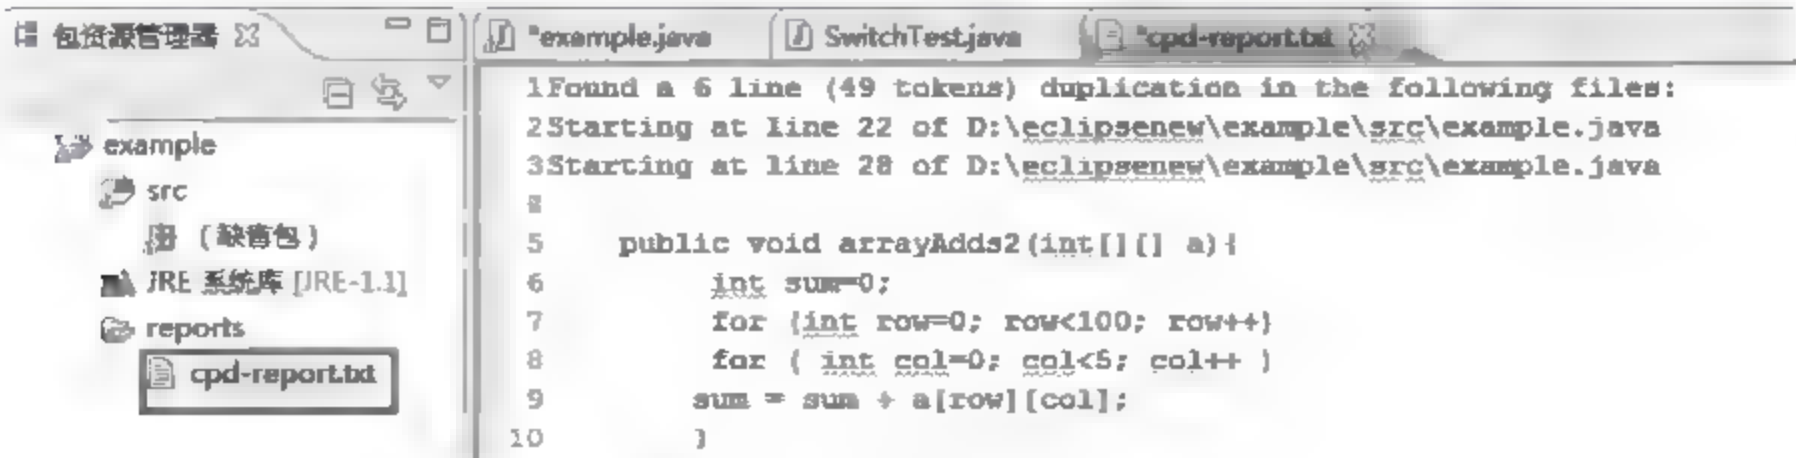 包资源管理器
example
src
(缺省包)
JRE 系统库 [JRE-1.1]
reports
cpd-report.txt
*example.java SwitchTest.java *cpd-report.txt
1Found a 6 line (49 tokens) duplication in the following files:
2Starting at line 22 of D:\eclipsenew\example\src\example.java
3Starting at line 28 of D:\eclipsenew\example\src\example.java
4
5 public void arrayAdds2(int[][] a){
6 int sum=0;
7 for (int row=0; row<100; row++)
8 for ( int col=0; col<5; col++ )
9 sum = sum + a[row][col];
10 }